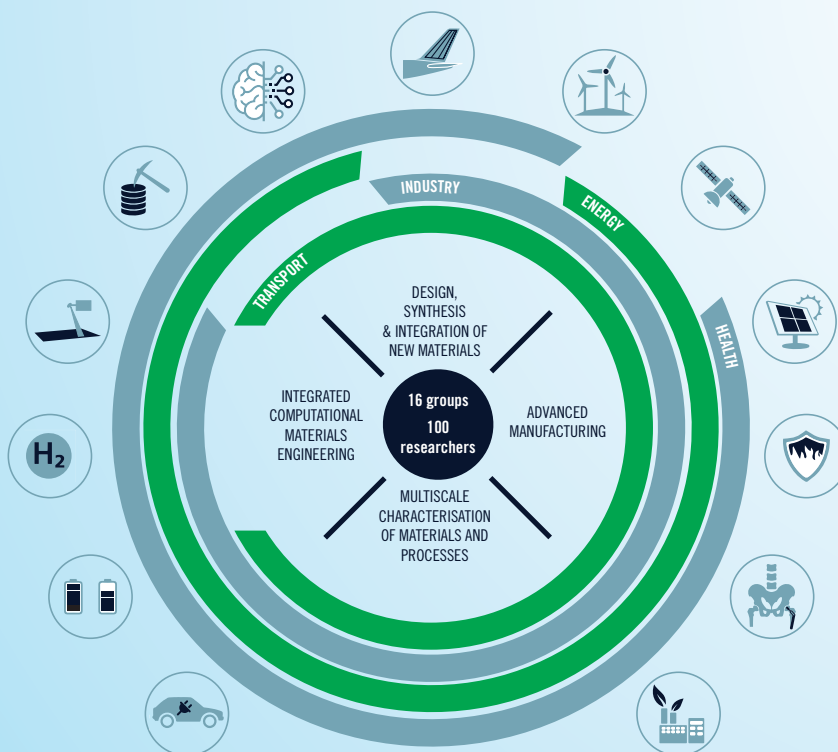 INDUSTRY
ENERGY
TRANSPORT
HEALTH
DESIGN,
SYNTHESIS
& INTEGRATION OF
NEW MATERIALS
INTEGRATED
COMPUTATIONAL
MATERIALS
ENGINEERING
16 groups
100
researchers
ADVANCED
MANUFACTURING
MULTISCALE
CHARACTERISATION
OF MATERIALS AND
PROCESSES
H₂